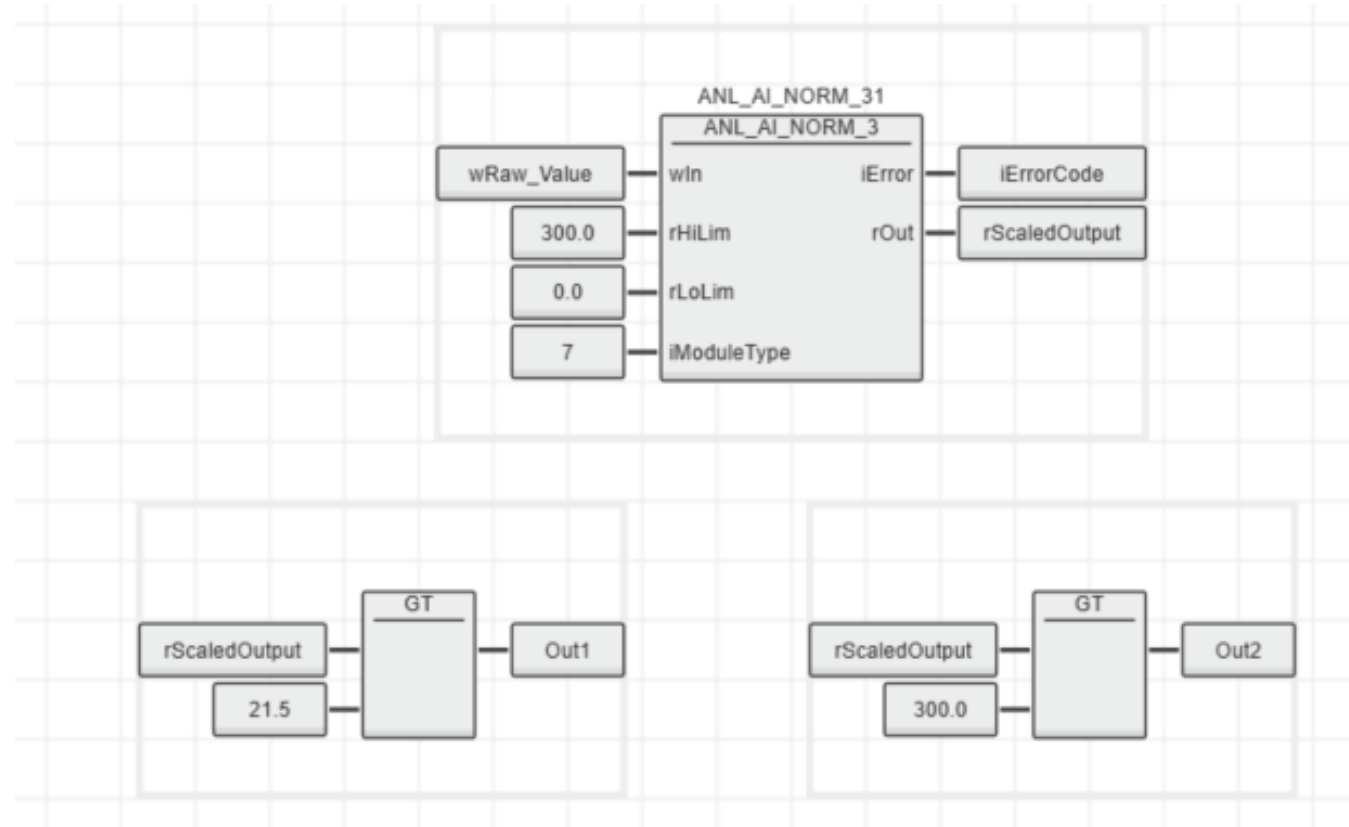 ANL_AI_NORM_31
ANL_AI_NORM_3
wRaw_Value wIn iError iErrorCode
300.0 rHiLim rOut rScaledOutput
0.0 rLoLim
7 iModuleType
GT GT
rScaledOutput Out1 rScaledOutput Out2
21.5 300.0